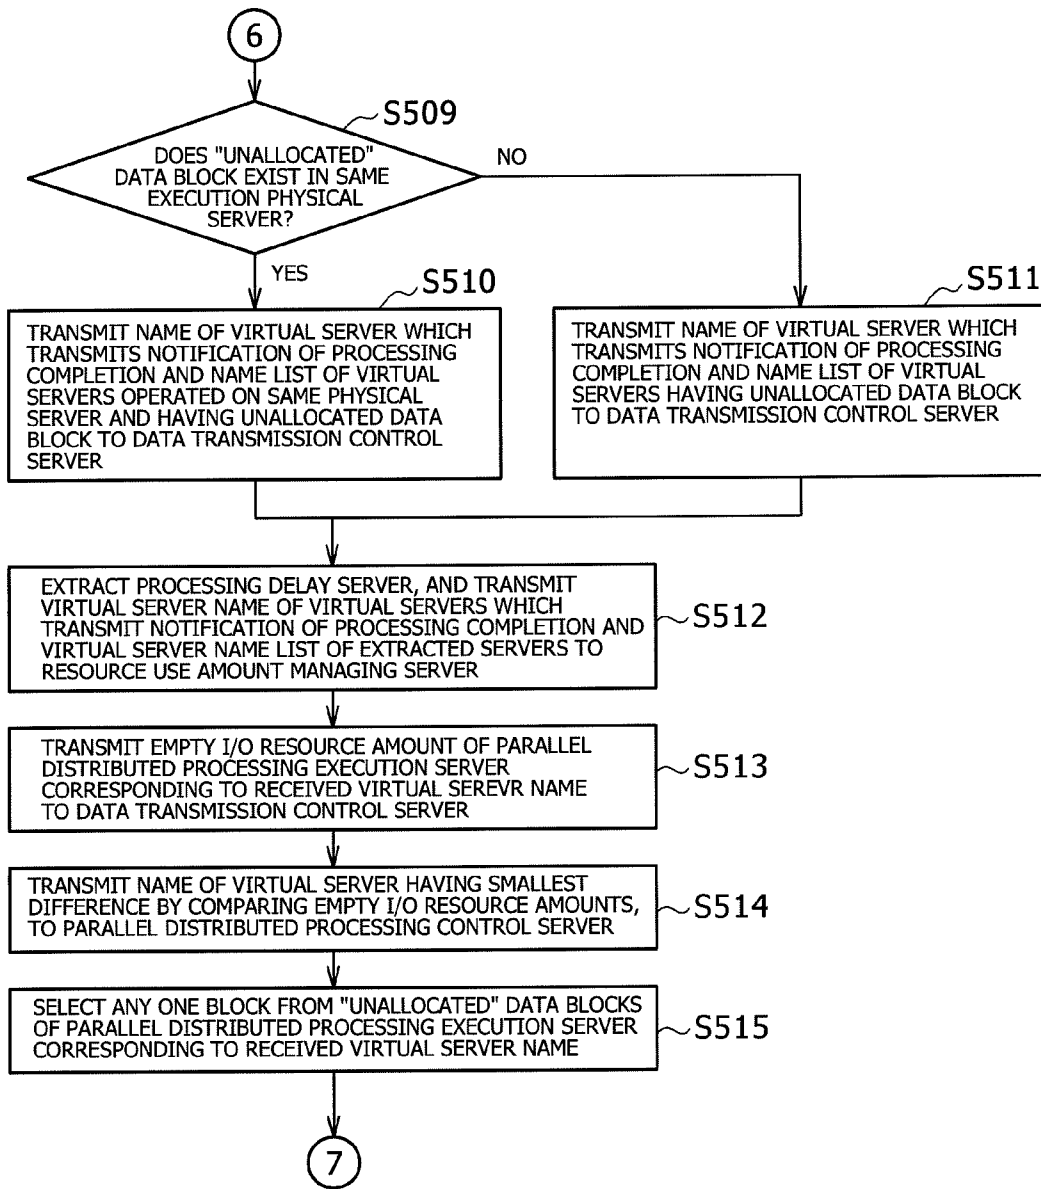 6
S509
DOES "UNALLOCATED"
DATA BLOCK EXIST IN SAME
EXECUTION PHYSICAL
SERVER?
NO
YES
S510
TRANSMIT NAME OF VIRTUAL SERVER WHICH
TRANSMITS NOTIFICATION OF PROCESSING
COMPLETION AND NAME LIST OF VIRTUAL
SERVERS OPERATED ON SAME PHYSICAL
SERVER AND HAVING UNALLOCATED DATA
BLOCK TO DATA TRANSMISSION CONTROL
SERVER
S511
TRANSMIT NAME OF VIRTUAL SERVER WHICH
TRANSMITS NOTIFICATION OF PROCESSING
COMPLETION AND NAME LIST OF VIRTUAL
SERVERS HAVING UNALLOCATED DATA BLOCK
TO DATA TRANSMISSION CONTROL SERVER
EXTRACT PROCESSING DELAY SERVER, AND TRANSMIT
VIRTUAL SERVER NAME OF VIRTUAL SERVERS WHICH
TRANSMIT NOTIFICATION OF PROCESSING COMPLETION AND
VIRTUAL SERVER NAME LIST OF EXTRACTED SERVERS TO
RESOURCE USE AMOUNT MANAGING SERVER
S512
TRANSMIT EMPTY I/O RESOURCE AMOUNT OF PARALLEL
DISTRIBUTED PROCESSING EXECUTION SERVER
CORRESPONDING TO RECEIVED VIRTUAL SEREVR NAME
TO DATA TRANSMISSION CONTROL SERVER
S513
TRANSMIT NAME OF VIRTUAL SERVER HAVING SMALLEST
DIFFERENCE BY COMPARING EMPTY I/O RESOURCE AMOUNTS,
TO PARALLEL DISTRIBUTED PROCESSING CONTROL SERVER
S514
SELECT ANY ONE BLOCK FROM "UNALLOCATED" DATA BLOCKS
OF PARALLEL DISTRIBUTED PROCESSING EXECUTION SERVER
CORRESPONDING TO RECEIVED VIRTUAL SERVER NAME
S515
7